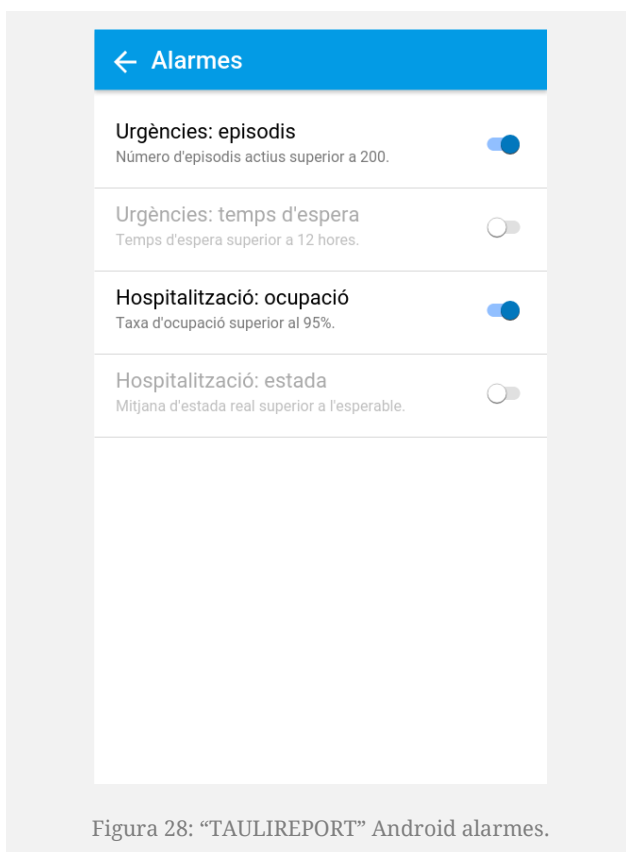 Alarmes
Urgències: episodis
Número d'episodis actius superior a 200.
Urgències: temps d'espera
Temps d'espera superior a 12 hores.
Hospitalització: ocupació
Taxa d'ocupació superior al 95%.
Hospitalització: estada
Mitjana d'estada real superior a l'esperable.
Figura 28: “TAULIREPORT” Android alarmes.